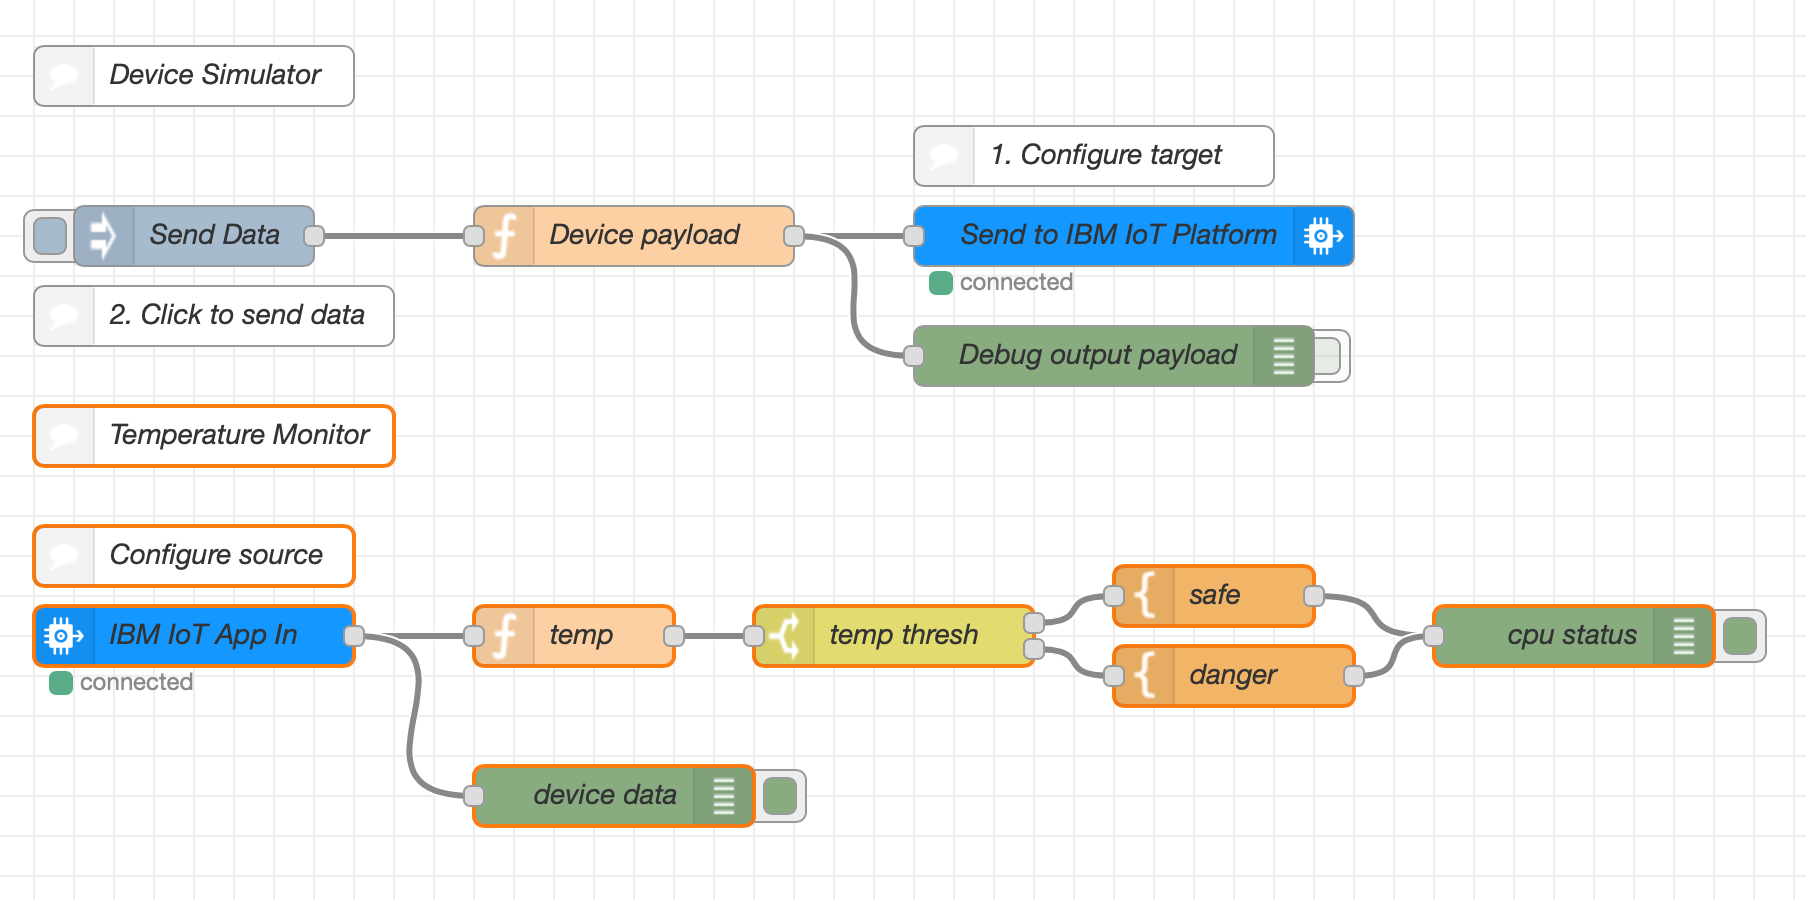 Device Simulator
1. Configure target
Send Data
Device payload
Send to IBM IoT Platform
connected
2. Click to send data
Debug output payload
Temperature Monitor
Configure source
IBM IoT App In
connected
temp
temp thresh
safe
danger
cpu status
device data